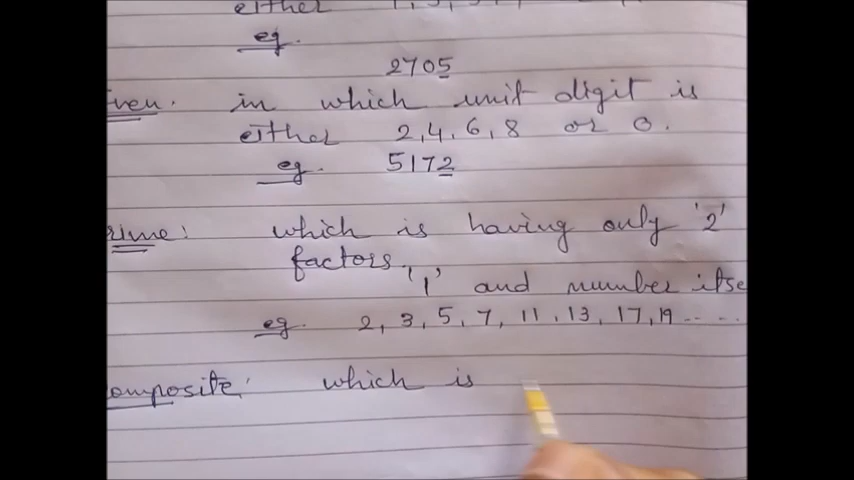 either
eg.
2705
in which unit digit is
either 2, 4, 6, 8 or 0.
eg. 5172
rime: which is having only '2'
factors, '1' and number itse
eg. 2, 3, 5, 7, 11, 13, 17, 19 ....
omposite: which is